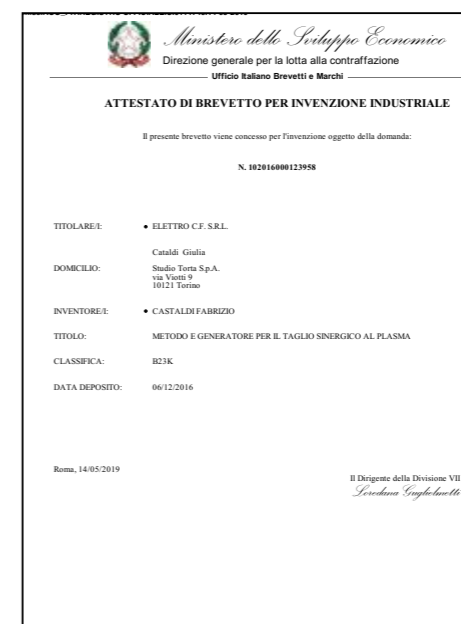 Ministero dello Sviluppo Economico
Direzione generale per la lotta alla contraffazione
Ufficio Italiano Brevetti e Marchi
ATTESTATO DI BREVETTO PER INVENZIONE INDUSTRIALE
Il presente brevetto viene concesso per l'invenzione oggetto della domanda:
N. 102016000123958
TITOLARE/I: • ELETTRO C.F. S.R.L.
Cataldi Giulia
DOMICILIO: Studio Torta S.p.A.
via Viotti 9
10121 Torino
INVENTORE/I: • CASTALDI FABRIZIO
TITOLO: METODO E GENERATORE PER IL TAGLIO SINERGICO AL PLASMA
CLASSIFICA: B23K
DATA DEPOSITO: 06/12/2016
Roma, 14/05/2019
Il Dirigente della Divisione VII
Loredana Guglielmetti